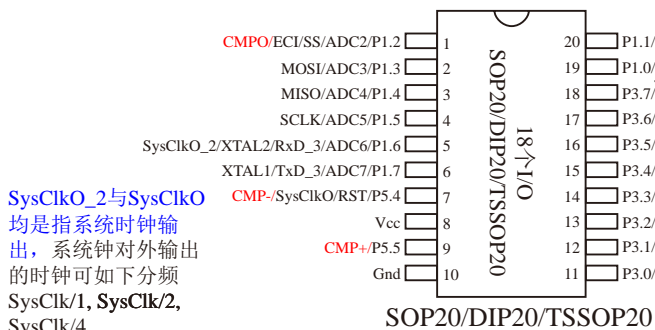 CMPO/ECI/SS/ADC2/P1.2
MOSI/ADC3/P1.3
MISO/ADC4/P1.4
SCLK/ADC5/P1.5
SysClkO_2/XTAL2/RxD_3/ADC6/P1.6
XTAL1/TxD_3/ADC7/P1.7
CMP-/SysClkO/RST/P5.4
Vcc
CMP+/P5.5
Gnd
1
2
3
4
5
6
7
8
9
10
SOP20/DIP20/TSSOP20
18个I/O
20
19
18
17
16
15
14
13
12
11
P1.1/
P1.0/
P3.7/
P3.6/
P3.5/
P3.4/
P3.3/
P3.2/
P3.1/
P3.0/
SysClkO_2与SysClkO
均是指系统时钟输
出，系统钟对外输出
的时钟可如下分频
SysClk/1, SysClk/2,
SysClk/4
SOP20/DIP20/TSSOP20